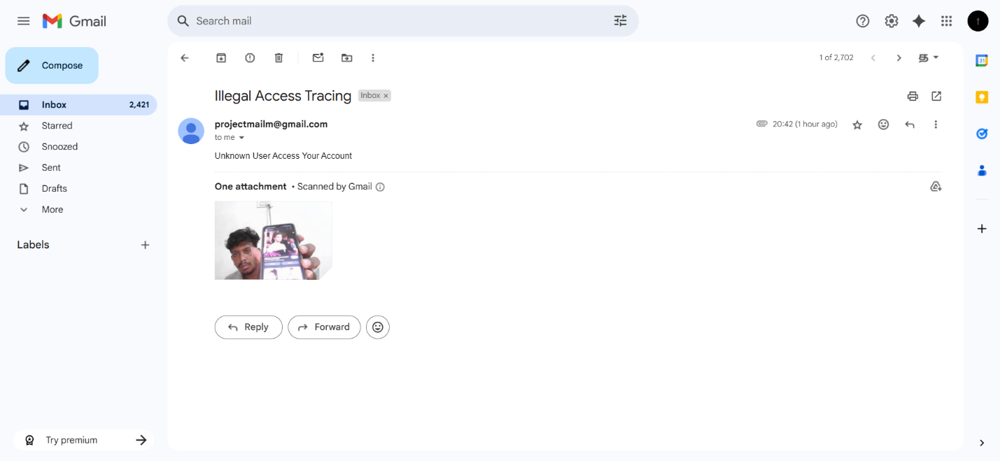 Gmail
Search mail
Compose
Inbox 2,421
Starred
Snoozed
Sent
Drafts
More
Labels
Try premium
1 of 2,702
Illegal Access Tracing Inbox ×
projectmailm@gmail.com 20:42 (1 hour ago)
to me
Unknown User Access Your Account
One attachment • Scanned by Gmail
Reply Forward
31